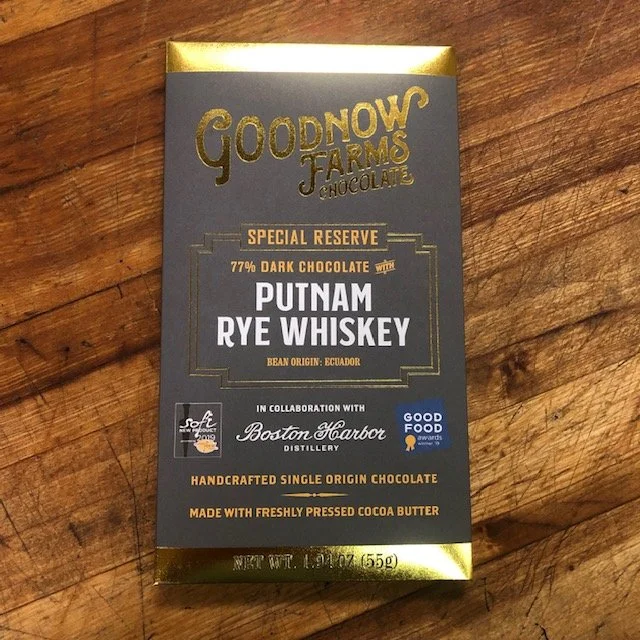 GOODNOW
FARMS
CHOCOLATE
SPECIAL RESERVE
77% DARK CHOCOLATE WITH
PUTNAM
RYE WHISKEY
BEAN ORIGIN: ECUADOR
IN COLLABORATION WITH
Boston Harbor
DISTILLERY
sofi
NEW PRODUCT
2019
GOOD
FOOD
awards
winner '19
HANDCRAFTED SINGLE ORIGIN CHOCOLATE
MADE WITH FRESHLY PRESSED COCOA BUTTER
NET WT. 1.94 OZ (55g)